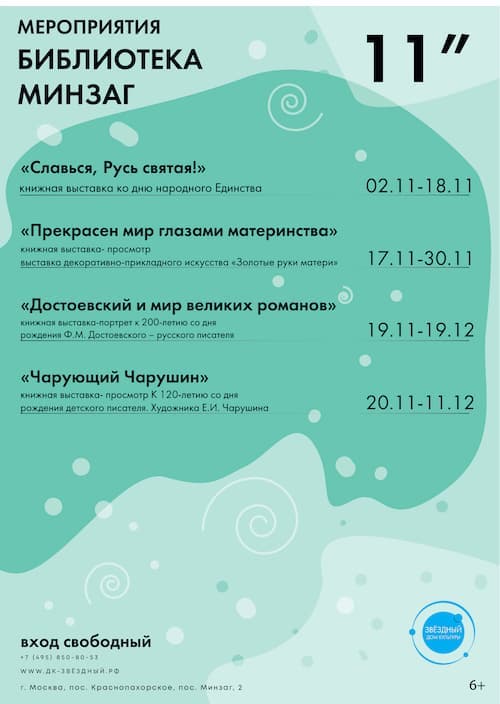 МЕРОПРИЯТИЯ
БИБЛИОТЕКА
МИНЗАГ
11”
«Славься, Русь святая!»
книжная выставка ко дню народного Единства
02.11-18.11
«Прекрасен мир глазами материнства»
книжная выставка- просмотр
выставка декоративно-прикладного искусства «Золотые руки матери»
17.11-30.11
«Достоевский и мир великих романов»
книжная выставка-портрет к 200-летию со дня
рождения Ф.М. Достоевского – русского писателя
19.11-19.12
«Чарующий Чарушин»
книжная выставка- просмотр К 120-летию со дня
рождения детского писателя. Художника Е.И. Чарушина
20.11-11.12
ЗВЁЗДНЫЙ
ДОМ КУЛЬТУРЫ
вход свободный
+7 (495) 850-80-53
WWW.ДК-ЗВЁЗДНЫЙ.РФ
г. Москва, пос. Краснопахорское, пос. Минзаг, 2
6+